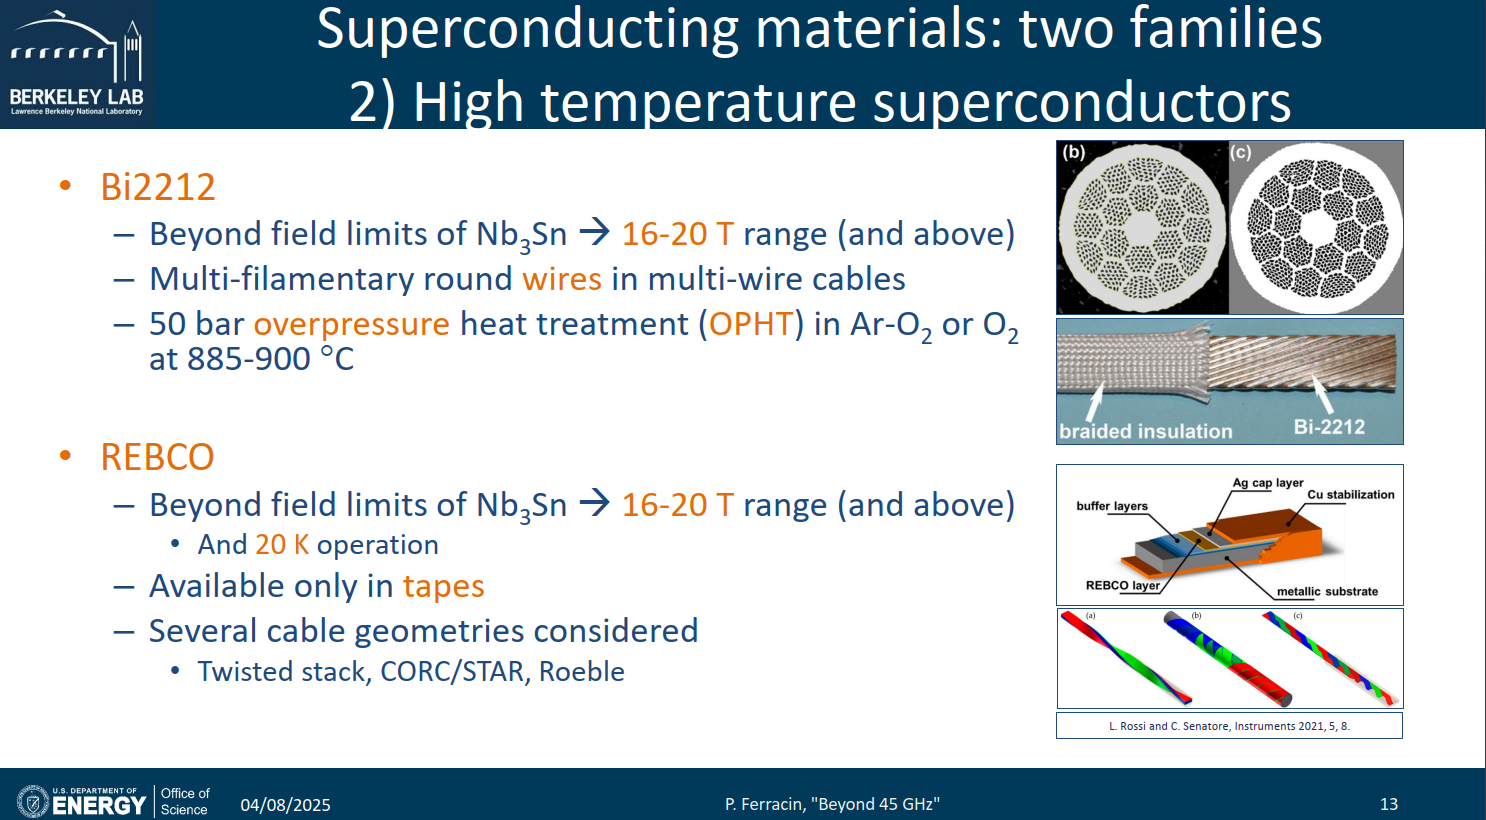 BERKELEY LAB
Lawrence Berkeley National Laboratory
Superconducting materials: two families
2) High temperature superconductors
• Bi2212
– Beyond field limits of Nb3Sn → 16-20 T range (and above)
– Multi-filamentary round wires in multi-wire cables
– 50 bar overpressure heat treatment (OPHT) in Ar-O2 or O2
at 885-900 °C
• REBCO
– Beyond field limits of Nb3Sn → 16-20 T range (and above)
• And 20 K operation
– Available only in tapes
– Several cable geometries considered
• Twisted stack, CORC/STAR, Roeble
(b)
(c)
braided insulation
Bi-2212
Ag cap layer
Cu stabilization
buffer layers
REBCO layer
metallic substrate
(a)
(b)
(c)
L. Rossi and C. Senatore, Instruments 2021, 5, 8.
U.S. DEPARTMENT OF
ENERGY
Office of
Science
04/08/2025
P. Ferracin, "Beyond 45 GHz"
13